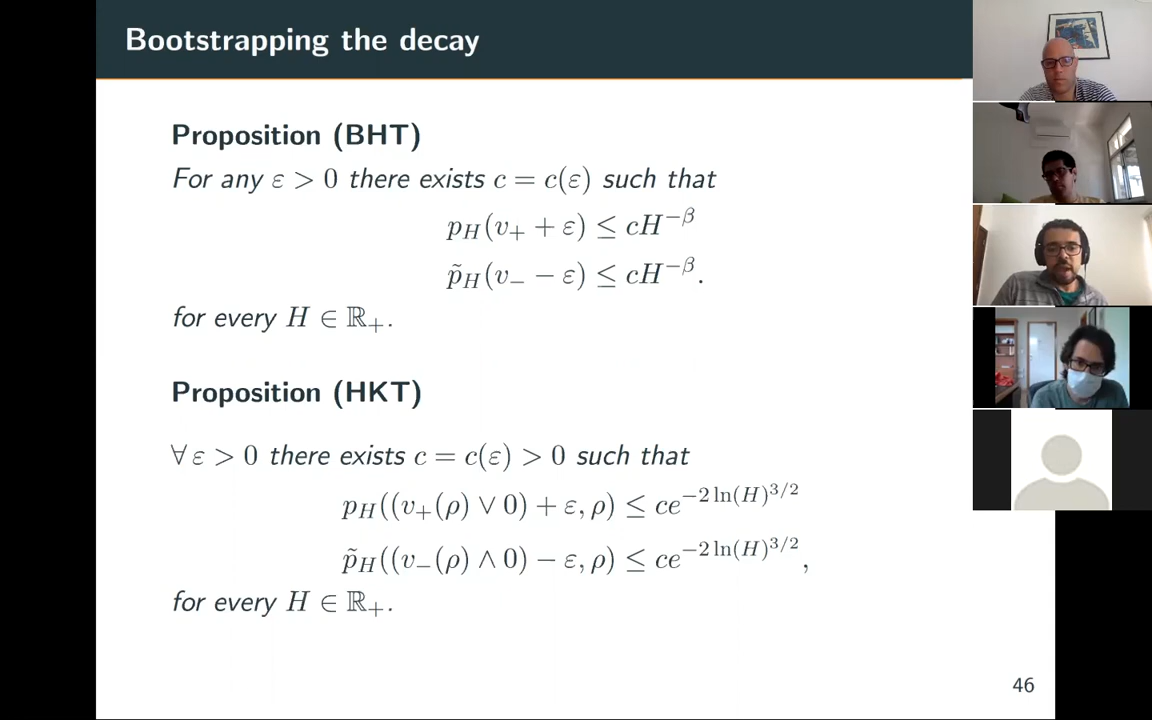 Bootstrapping the decay
Proposition (BHT)
For any ε > 0 there exists c = c(ε) such that
p_H(v_+ + ε) ≤ cH^{−β}
p̃_H(v_− − ε) ≤ cH^{−β}.
for every H ∈ ℝ_+.
Proposition (HKT)
∀ ε > 0 there exists c = c(ε) > 0 such that
p_H((v_+(ρ) ∨ 0) + ε, ρ) ≤ ce^{−2 ln(H)^{3/2}}
p̃_H((v_−(ρ) ∧ 0) − ε, ρ) ≤ ce^{−2 ln(H)^{3/2}},
for every H ∈ ℝ_+.
46